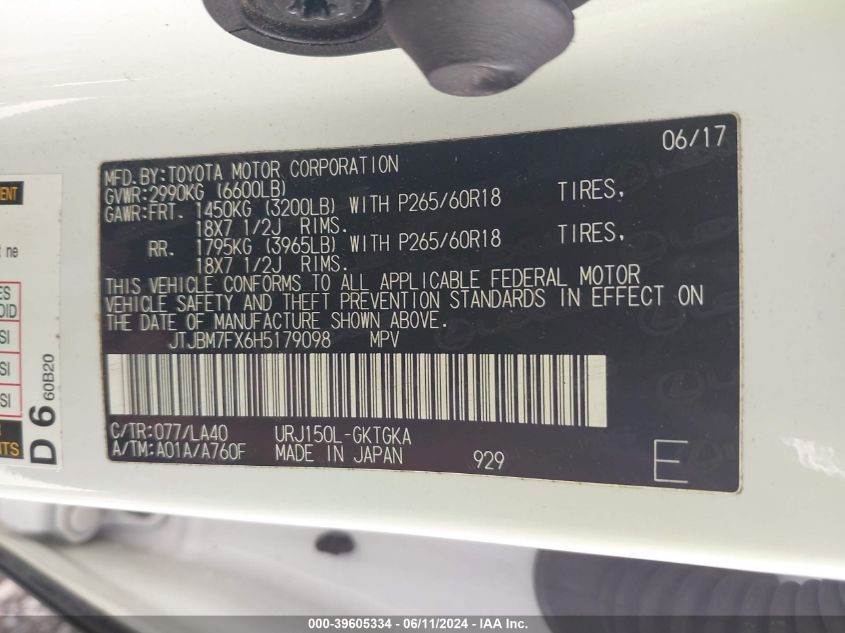 06/17
MFD.BY:TOYOTA MOTOR CORPORATION
GVWR:2990KG (6600LB)
GAWR:FRT. 1450KG (3200LB) WITH P265/60R18 TIRES,
18X7 1/2J RIMS.
RR. 1795KG (3965LB) WITH P265/60R18 TIRES,
18X7 1/2J RIMS.
THIS VEHICLE CONFORMS TO ALL APPLICABLE FEDERAL MOTOR
VEHICLE SAFETY AND THEFT PREVENTION STANDARDS IN EFFECT ON
THE DATE OF MANUFACTURE SHOWN ABOVE.
JTJBM7FX6H5179098 MPV
C/TR:077/LA40 URJ150L-GKTGKA
A/TM:A01A/A760F MADE IN JAPAN 929 E
D6
60B20
000-39605334 - 06/11/2024 - IAA Inc.